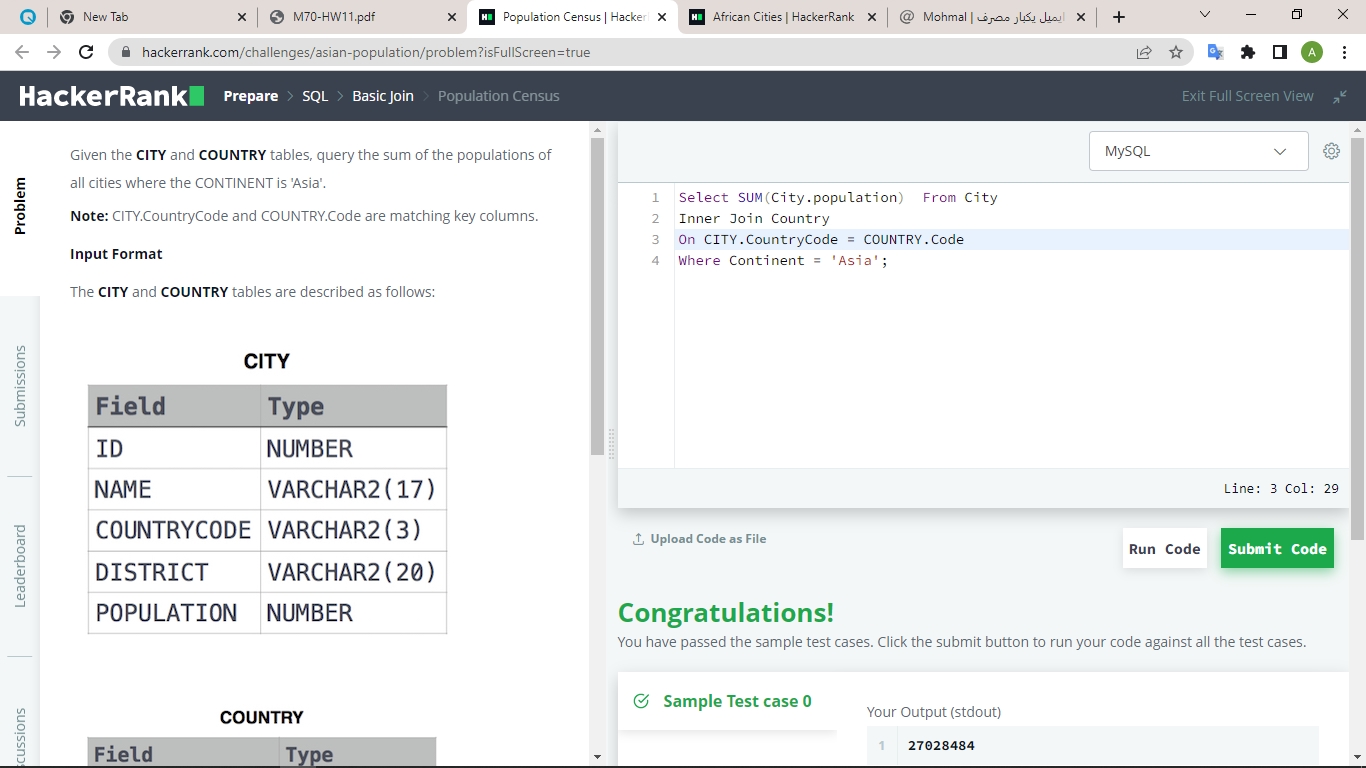 New Tab
M70-HW11.pdf
Population Census | Hacker
African Cities | HackerRank
Mohmal | ایمیل یکبار مصرف
hackerrank.com/challenges/asian-population/problem?isFullScreen=true
A
HackerRank
Prepare > SQL > Basic Join > Population Census
Exit Full Screen View
Problem
Submissions
Leaderboard
scussions
Given the CITY and COUNTRY tables, query the sum of the populations of
all cities where the CONTINENT is 'Asia'.
Note: CITY.CountryCode and COUNTRY.Code are matching key columns.
Input Format
The CITY and COUNTRY tables are described as follows:
CITY
Field Type
ID NUMBER
NAME VARCHAR2(17)
COUNTRYCODE VARCHAR2(3)
DISTRICT VARCHAR2(20)
POPULATION NUMBER
COUNTRY
Field Type
MySQL
1 Select SUM(City.population)  From City
2 Inner Join Country
3 On CITY.CountryCode = COUNTRY.Code
4 Where Continent = 'Asia';
Line: 3 Col: 29
Upload Code as File
Run Code
Submit Code
Congratulations!
You have passed the sample test cases. Click the submit button to run your code against all the test cases.
Sample Test case 0
Your Output (stdout)
1 27028484